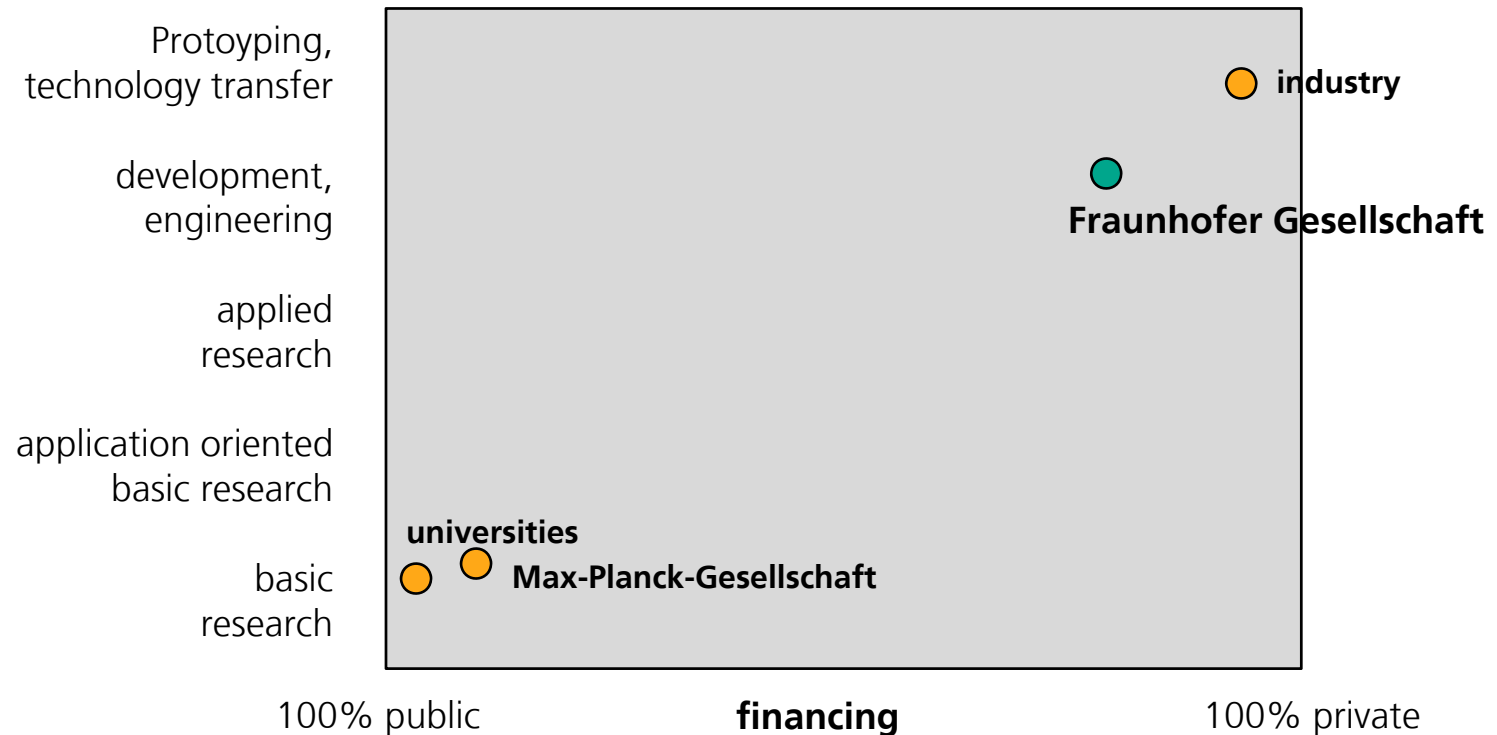 Protoyping,
technology transfer
industry
development,
engineering
Fraunhofer Gesellschaft
applied
research
application oriented
basic research
universities
Max-Planck-Gesellschaft
basic
research
100% public
financing
100% private